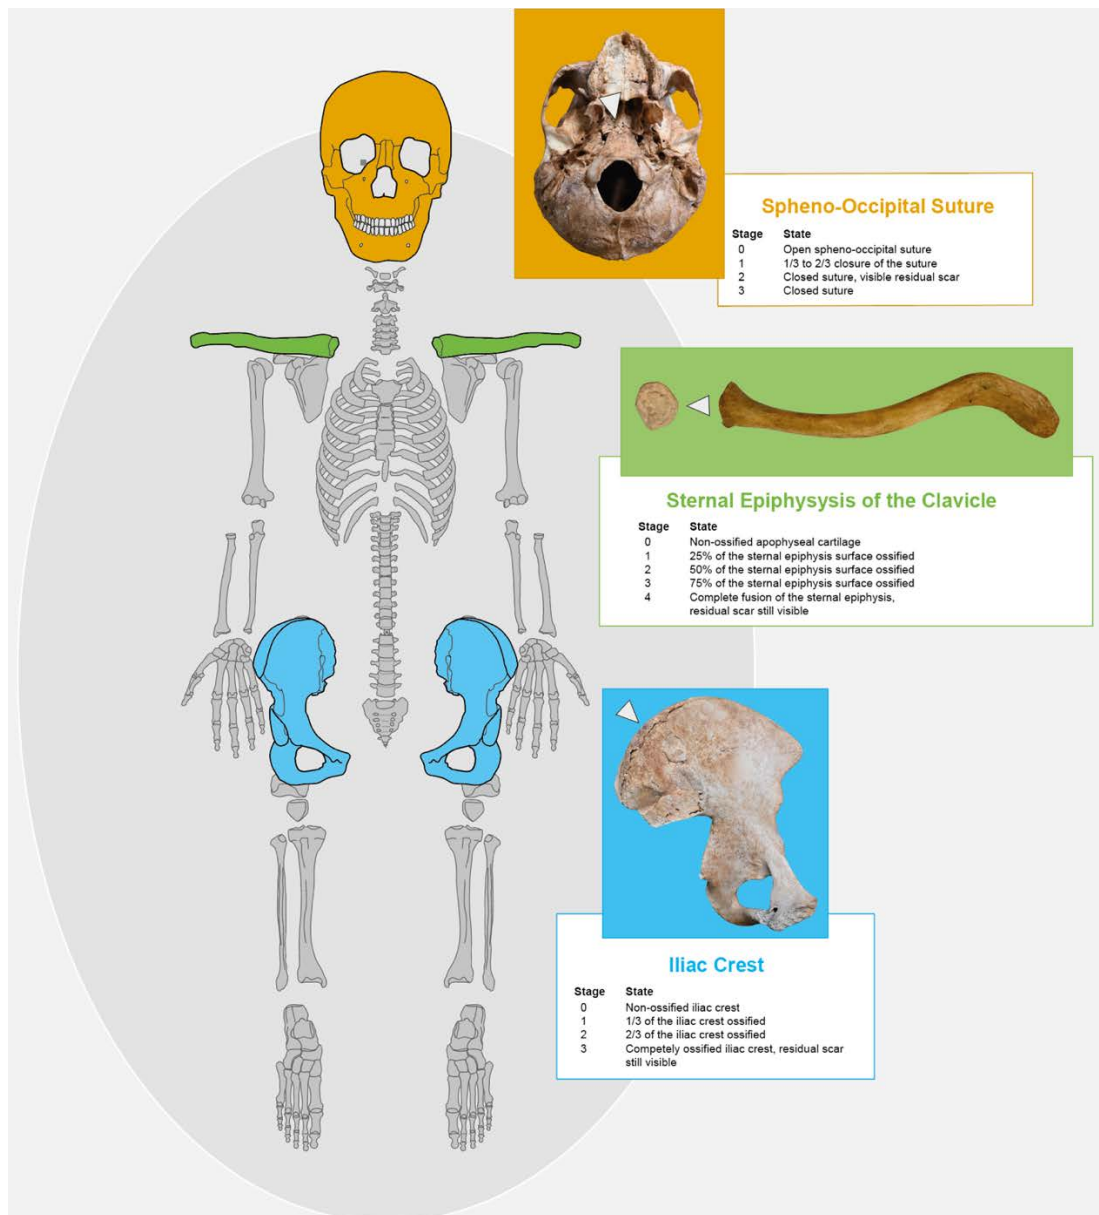 Spheno-Occipital Suture
Stage State
0 Open spheno-occipital suture
1 1/3 to 2/3 closure of the suture
2 Closed suture, visible residual scar
3 Closed suture
Sternal Epiphysysis of the Clavicle
Stage State
0 Non-ossified apophyseal cartilage
1 25% of the sternal epiphysis surface ossified
2 50% of the sternal epiphysis surface ossified
3 75% of the sternal epiphysis surface ossified
4 Complete fusion of the sternal epiphysis,
residual scar still visible
Iliac Crest
Stage State
0 Non-ossified iliac crest
1 1/3 of the iliac crest ossified
2 2/3 of the iliac crest ossified
3 Competely ossified iliac crest, residual scar
still visible